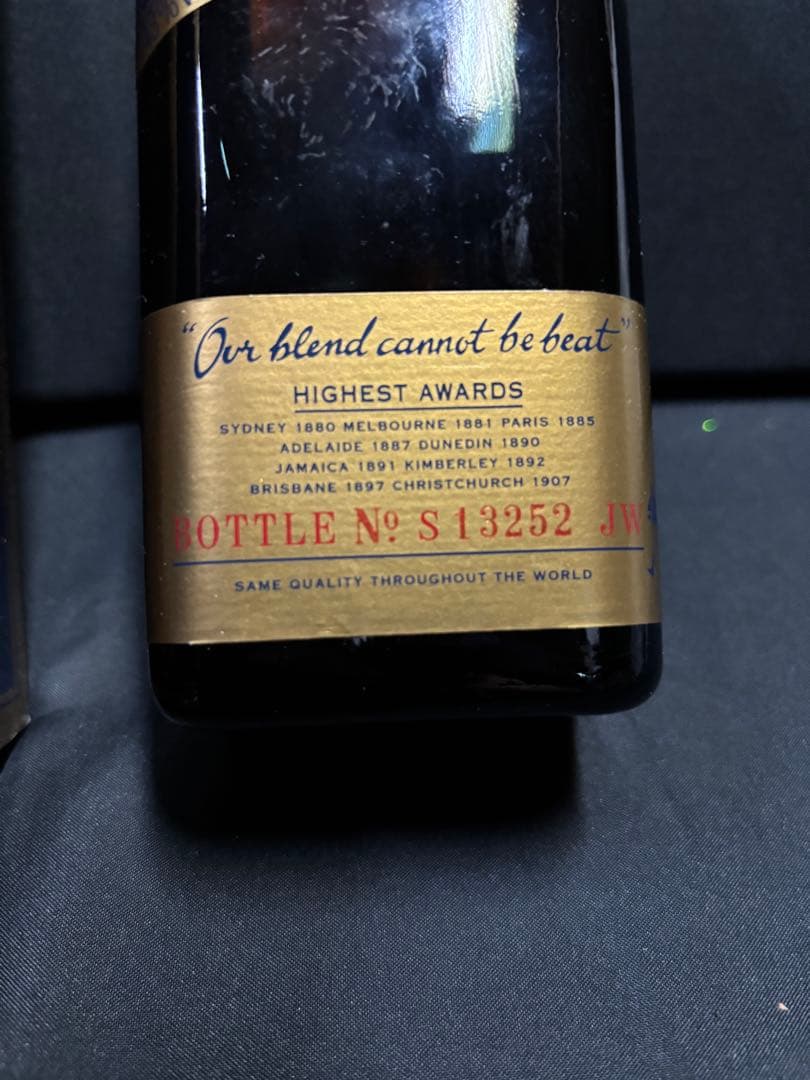 "Our blend cannot be beat"
HIGHEST AWARDS
SYDNEY 1880 MELBOURNE 1881 PARIS 1885
ADELAIDE 1887 DUNEDIN 1890
JAMAICA 1891 KIMBERLEY 1892
BRISBANE 1897 CHRISTCHURCH 1907
BOTTLE Nº S 13252 JW
SAME QUALITY THROUGHOUT THE WORLD